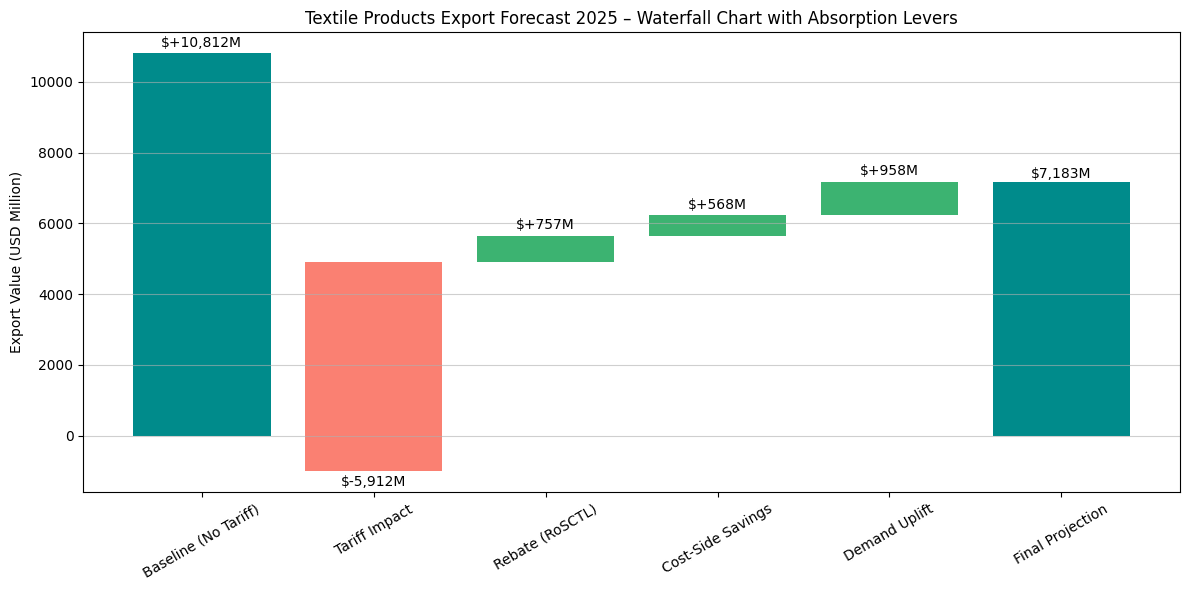 Textile Products Export Forecast 2025 – Waterfall Chart with Absorption Levers
Export Value (USD Million)
10000
8000
6000
4000
2000
0
$+10,812M
$-5,912M
$+757M
$+568M
$+958M
$7,183M
Baseline (No Tariff)
Tariff Impact
Rebate (RoSCTL)
Cost-Side Savings
Demand Uplift
Final Projection